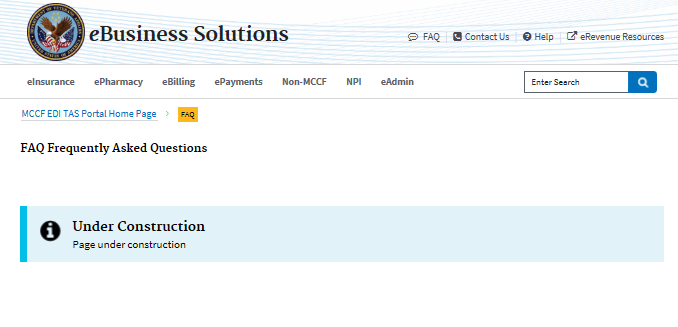 eBusiness Solutions
FAQ Contact Us Help eRevenue Resources
eInsurance ePharmacy eBilling ePayments Non-MCCF NPI eAdmin Enter Search
MCCF EDI TAS Portal Home Page > FAQ
FAQ Frequently Asked Questions
Under Construction
Page under construction